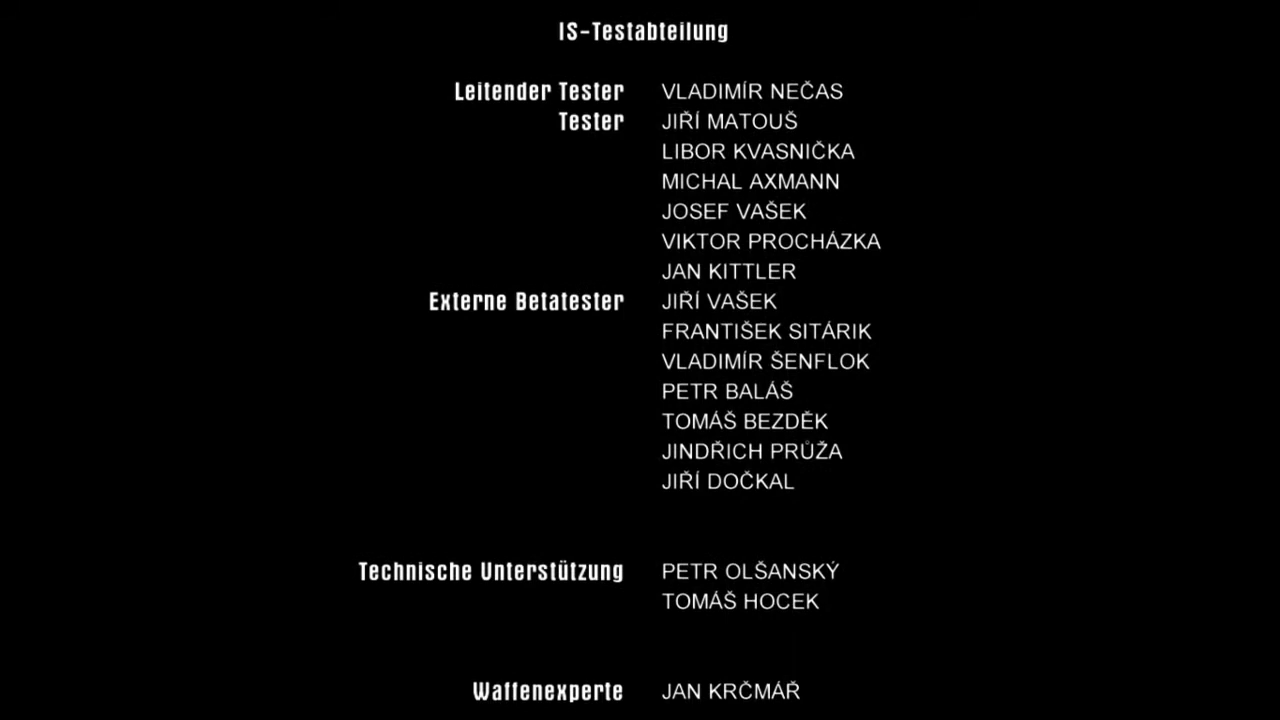 IS-Testabteilung
Leitender Tester VLADIMÍR NEČAS
Tester JIŘÍ MATOUŠ
LIBOR KVASNIČKA
MICHAL AXMANN
JOSEF VAŠEK
VIKTOR PROCHÁZKA
JAN KITTLER
Externe Betatester JIŘÍ VAŠEK
FRANTIŠEK SITÁRIK
VLADIMÍR ŠENFLOK
PETR BALÁŠ
TOMÁŠ BEZDĚK
JINDŘICH PRŮŽA
JIŘÍ DOČKAL
Technische Unterstützung PETR OLŠANSKÝ
TOMÁŠ HOCEK
Waffenexperte JAN KRČMÁŘ